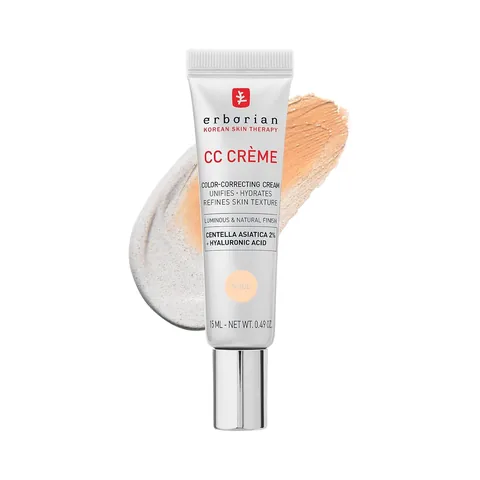 erborian
KOREAN SKIN THERAPY
CC CRÈME
COLOR-CORRECTING CREAM
UNIFIES - HYDRATES
REFINES SKIN TEXTURE
LUMINOUS & NATURAL FINISH
CENTELLA ASIATICA 2%
+ HYALURONIC ACID
15 ML - NET WT. 0.49 OZ.